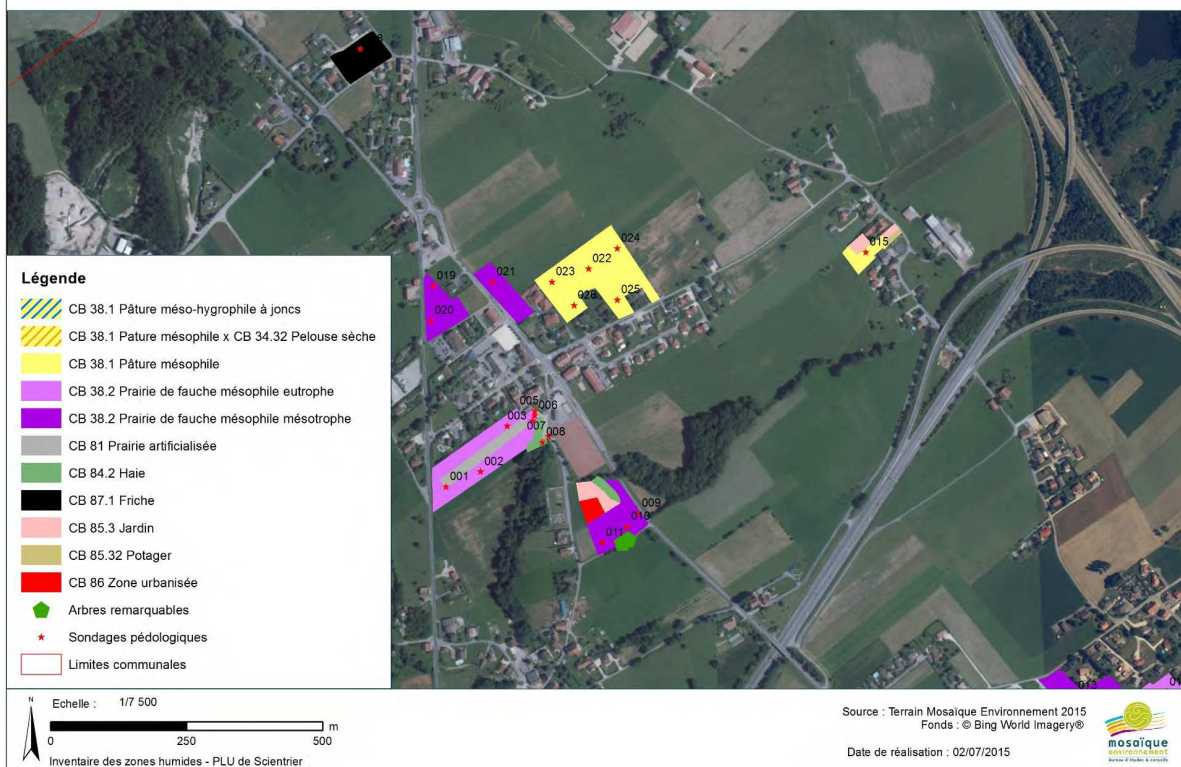 024
022
023
025
015
019
021
020
005
006
003
007
008
002
001
009
010
011
013
Légende
CB 38.1 Pâture méso-hygrophile à joncs
CB 38.1 Pature mésophile x CB 34.32 Pelouse sèche
CB 38.1 Pâture mésophile
CB 38.2 Prairie de fauche mésophile eutrophe
CB 38.2 Prairie de fauche mésophile mésotrophe
CB 81 Prairie artificialisée
CB 84.2 Haie
CB 87.1 Friche
CB 85.3 Jardin
CB 85.32 Potager
CB 86 Zone urbanisée
Arbres remarquables
Sondages pédologiques
Limites communales
N
Echelle : 1/7 500
m
0 250 500
Inventaire des zones humides - PLU de Scientrier
Source : Terrain Mosaïque Environnement 2015
Fonds : © Bing World Imagery®
Date de réalisation : 02/07/2015
mosaïque
environnement
Bureau d'études & conseils